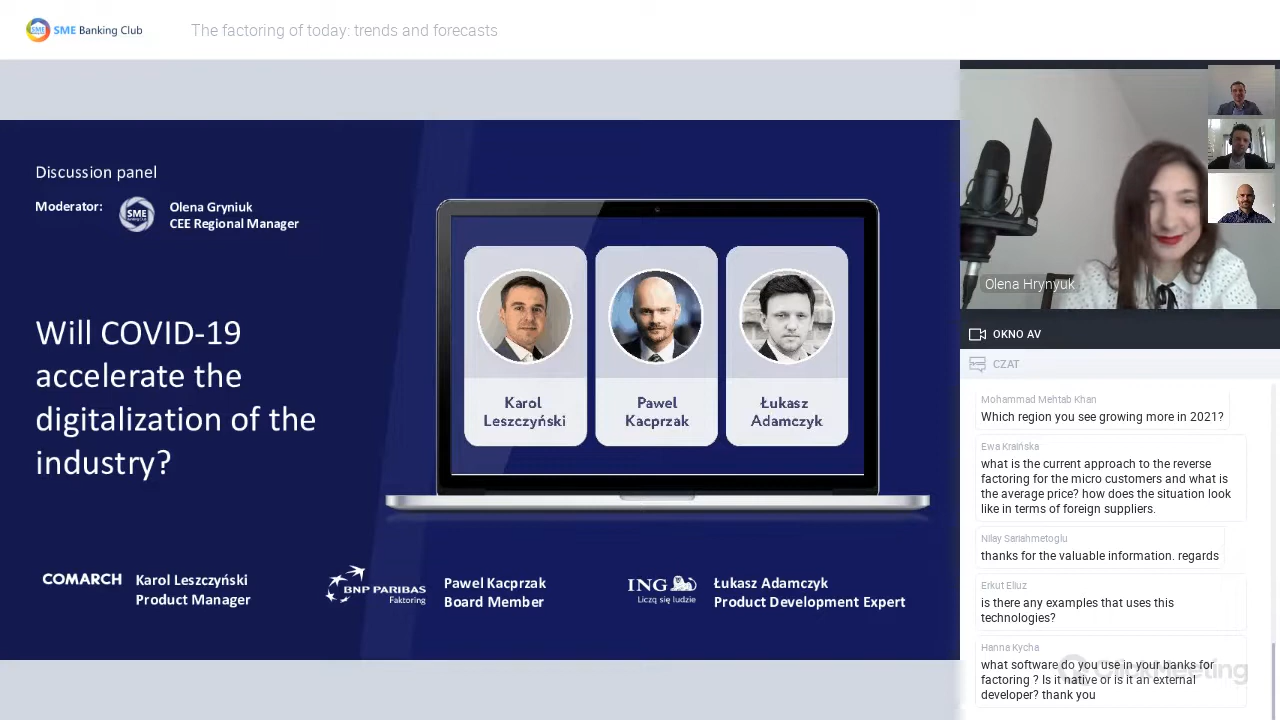 SME Banking Club
The factoring of today: trends and forecasts
Discussion panel
Moderator:
SME
Olena Gryniuk
CEE Regional Manager
Will COVID-19
accelerate the
digitalization of the
industry?
Karol
Leszczyński
Pawel
Kacprzak
Łukasz
Adamczyk
COMARCH
Karol Leszczyński
Product Manager
BNP PARIBAS
Faktoring
Pawel Kacprzak
Board Member
ING
Liczą się ludzie
Łukasz Adamczyk
Product Development Expert
Olena Hrynyuk
OKNO AV
CZAT
Mohammad Mehtab Khan
Which region you see growing more in 2021?
Ewa Kraińska
what is the current approach to the reverse
factoring for the micro customers and what is
the average price? how does the situation look
like in terms of foreign suppliers.
Nilay Sariahmetoglu
thanks for the valuable information. regards
Erkut Eliuz
is there any examples that uses this
technologies?
Hanna Kycha
what software do you use in your banks for
factoring ? Is it native or is it an external
developer? thank you
ClickMeeting